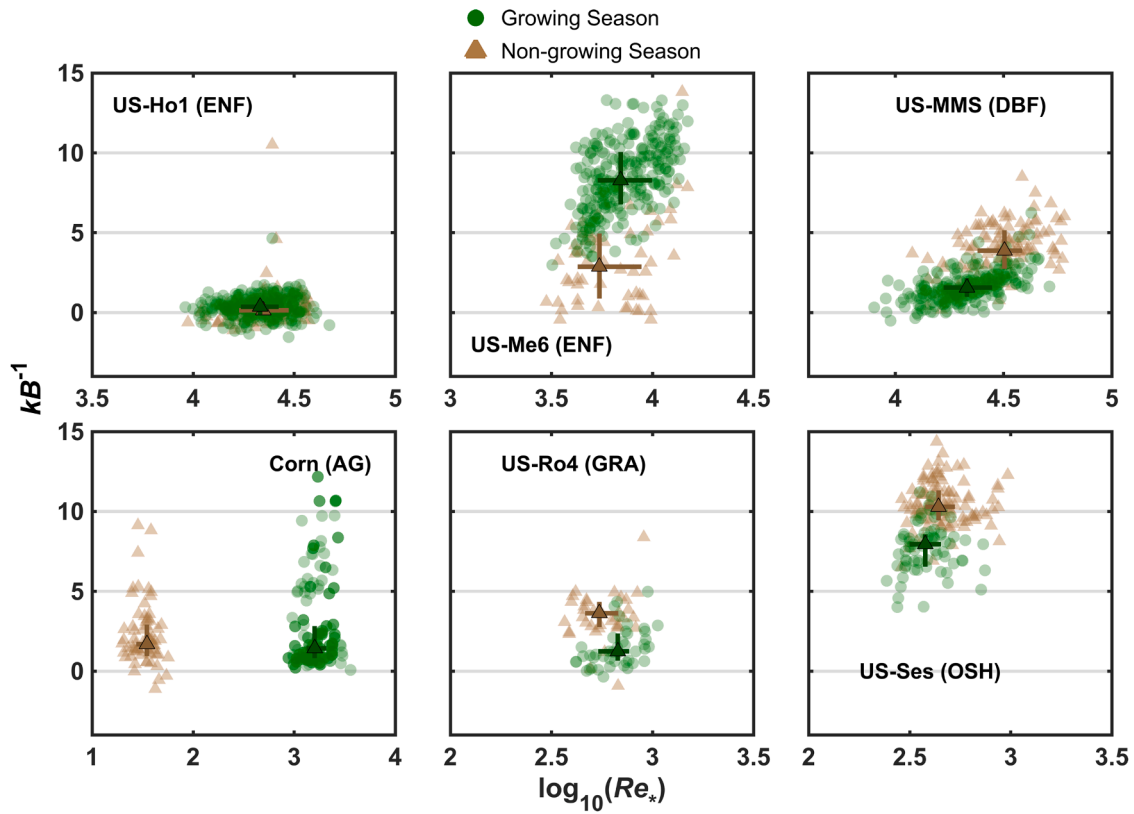 Growing Season
Non-growing Season
15
10
5
0
US-Ho1 (ENF)
3.5 4 4.5 5
US-Me6 (ENF)
3 3.5 4 4.5
US-MMS (DBF)
4 4.5 5
kB⁻¹
15
10
5
0
Corn (AG)
1 2 3 4
US-Ro4 (GRA)
2 2.5 3 3.5
US-Ses (OSH)
2 2.5 3 3.5
log₁₀(Re*)